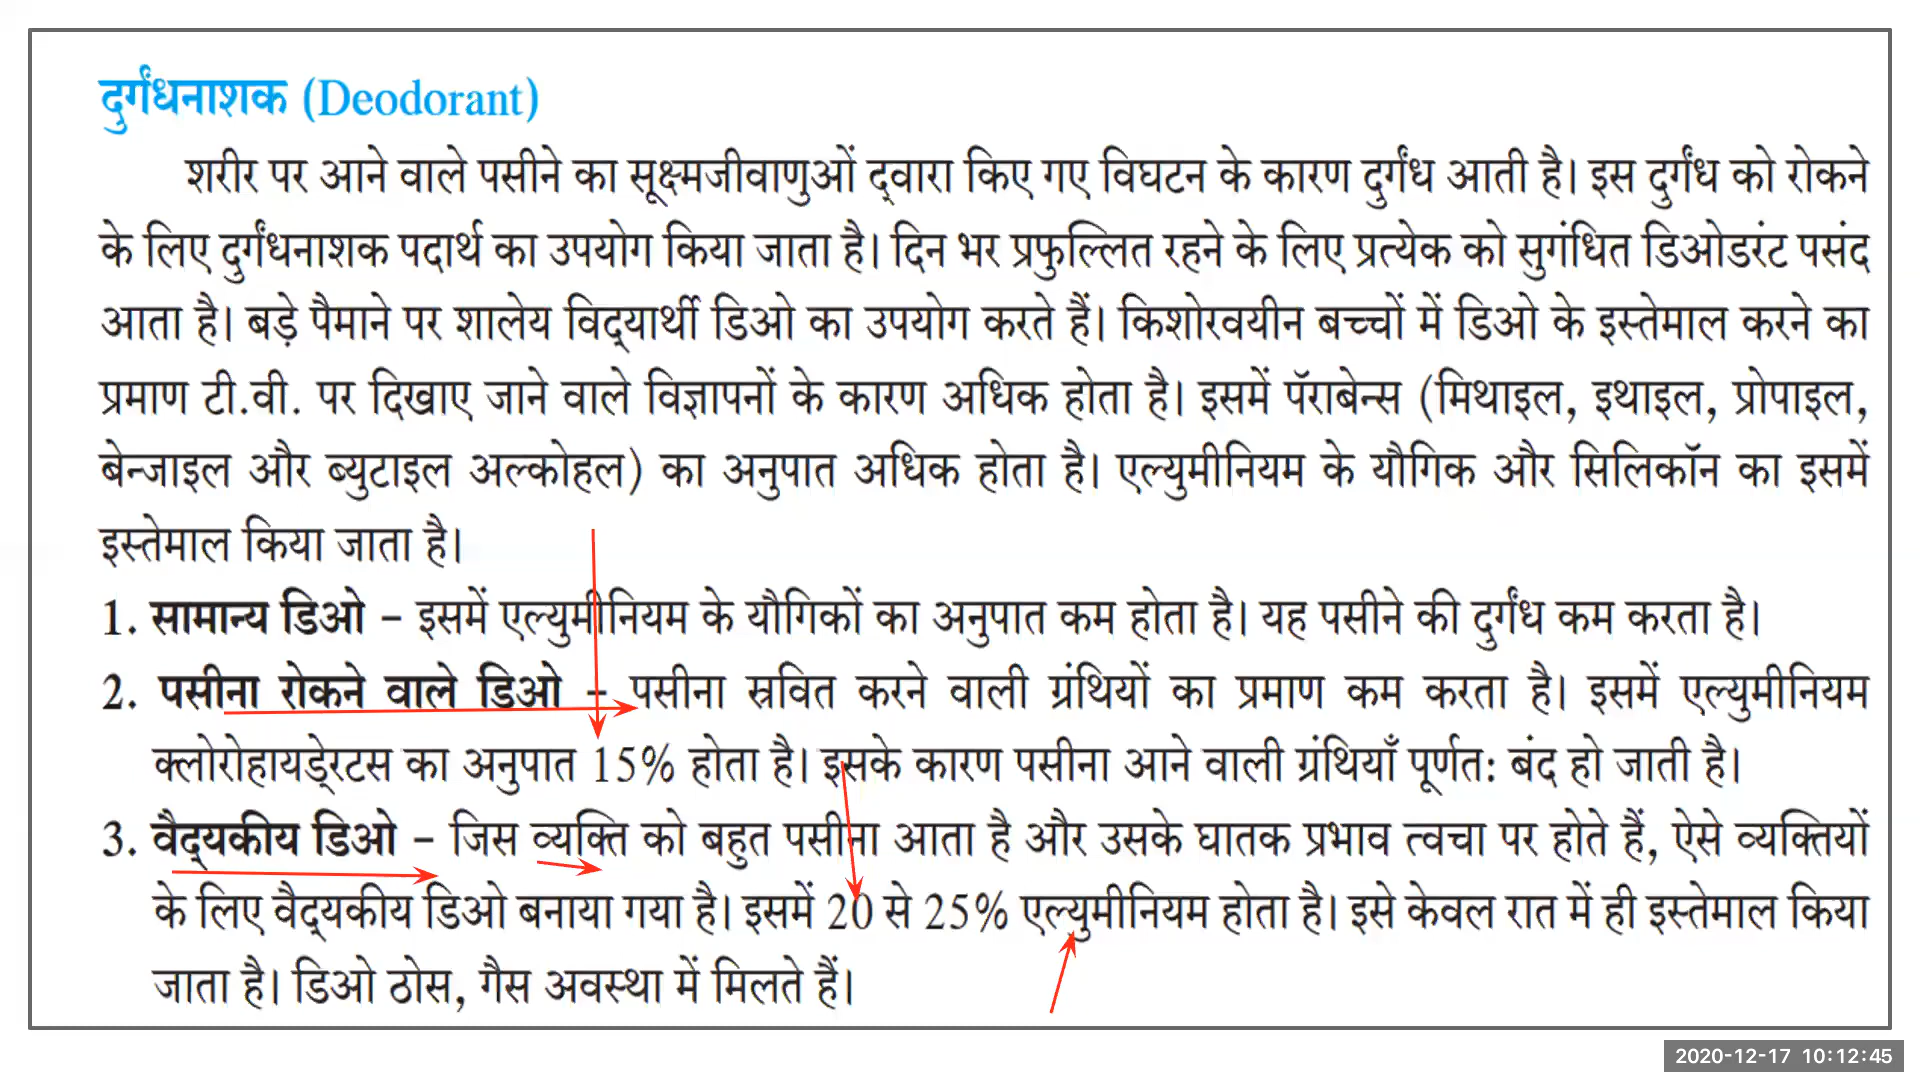 दुर्गंधनाशक (Deodorant)
शरीर पर आने वाले पसीने का सूक्ष्मजीवाणुओं द्‌वारा किए गए विघटन के कारण दुर्गंध आती है। इस दुर्गंध को रोकने
के लिए दुर्गंधनाशक पदार्थ का उपयोग किया जाता है। दिन भर प्रफुल्लित रहने के लिए प्रत्येक को सुगंधित डिओडरंट पसंद
आता है। बड़े पैमाने पर शालेय विद्‌यार्थी डिओ का उपयोग करते हैं। किशोरवयीन बच्चों में डिओ के इस्तेमाल करने का
प्रमाण टी.वी. पर दिखाए जाने वाले विज्ञापनों के कारण अधिक होता है। इसमें पॅराबेन्स (मिथाइल, इथाइल, प्रोपाइल,
बेन्जाइल और ब्युटाइल अल्कोहल) का अनुपात अधिक होता है। एल्युमीनियम के यौगिक और सिलिकॉन का इसमें
इस्तेमाल किया जाता है।
1. सामान्य डिओ – इसमें एल्युमीनियम के यौगिकों का अनुपात कम होता है। यह पसीने की दुर्गंध कम करता है।
2. पसीना रोकने वाले डिओ – पसीना स्रवित करने वाली ग्रंथियों का प्रमाण कम करता है। इसमें एल्युमीनियम
क्लोरोहायड्रेटस का अनुपात 15% होता है। इसके कारण पसीना आने वाली ग्रंथियाँ पूर्णत: बंद हो जाती है।
3. वैद्‌यकीय डिओ – जिस व्यक्ति को बहुत पसीना आता है और उसके घातक प्रभाव त्वचा पर होते हैं, ऐसे व्यक्तियों
के लिए वैद्‌यकीय डिओ बनाया गया है। इसमें 20 से 25% एल्युमीनियम होता है। इसे केवल रात में ही इस्तेमाल किया
जाता है। डिओ ठोस, गैस अवस्था में मिलते हैं।
2020-12-17 10:12:45